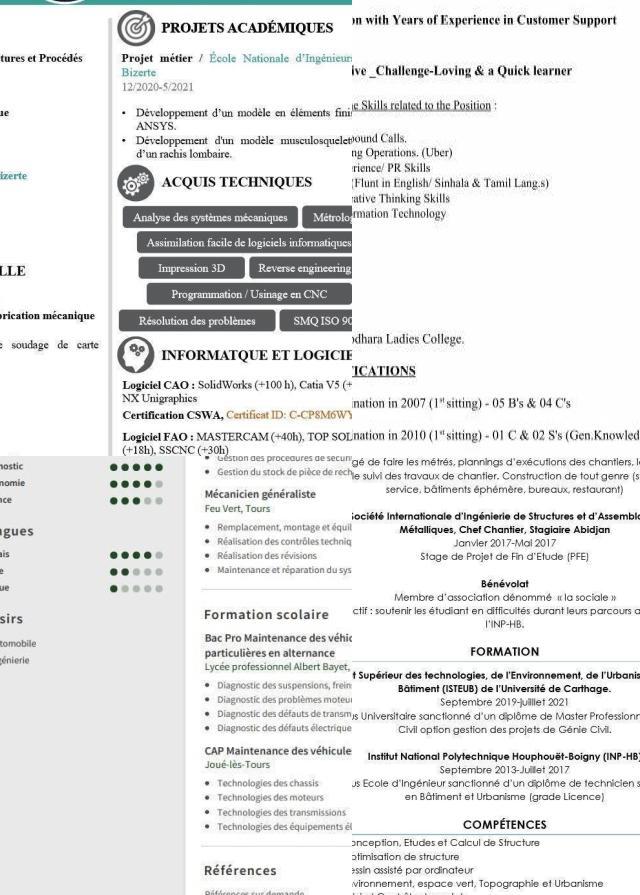 PROJETS ACADÉMIQUES
tures et Procédés
Projet métier / École Nationale d'Ingénieurs
Bizerte
12/2020-5/2021
ue
• Développement d'un modèle en éléments fini
ANSYS.
• Développement d'un modèle musculosquelet
d'un rachis lombaire.
izerte
ACQUIS TECHNIQUES
Analyse des systèmes mécaniques
Métrolo
Assimilation facile de logiciels informatiques
LLE
Impression 3D
Reverse engineering
Programmation / Usinage en CNC
brication mécanique
Résolution des problèmes
SMQ ISO 90
e soudage de carte
INFORMATQUE ET LOGICIE
Logiciel CAO : SolidWorks (+100 h), Catia V5 (+
NX Unigraphics
Certification CSWA, Certificat ID: C-CP8M6WY
Logiciel FAO : MASTERCAM (+40h), TOP SOL
(+18h), SSCNC (+30h)
on with Years of Experience in Customer Support
ive _Challenge-Loving & a Quick learner
e Skills related to the Position :
bound Calls.
ng Operations. (Uber)
rience/ PR Skills
(Flunt in English/ Sinhala & Tamil Lang.s)
ative Thinking Skills
rmation Technology
odhara Ladies College.
ICATIONS
nation in 2007 (1st sitting) - 05 B's & 04 C's
nation in 2010 (1st sitting) - 01 C & 02 S's (Gen.Knowled
nostic
nomie
nce
ngues
ais
e
ue
sirs
tomobile
génierie
• Gestion des procédures de sécuri
• Gestion du stock de pièce de rech
Mécanicien généraliste
Feu Vert, Tours
• Remplacement, montage et équil
• Réalisation des contrôles techniq
• Réalisation des révisions
• Maintenance et réparation du sys
Formation scolaire
Bac Pro Maintenance des véhic
particulières en alternance
Lycée professionnel Albert Bayet,
• Diagnostic des suspensions, frein
• Diagnostic des problèmes moteu
• Diagnostic des défauts de transm
• Diagnostic des défauts électrique
CAP Maintenance des véhicule
Joué-lès-Tours
• Technologies des chassis
• Technologies des moteurs
• Technologies des transmissions
• Technologies des équipements él
Références
Références sur demande
gé de faire les métrés, plannings d'exécutions des chantiers, l
le suivi des travaux de chantier. Construction de tout genre (s
service, bâtiments éphémère, bureaux, restaurant)
Société Internationale d'Ingénierie de Structures et d'Assembla
Métalliques, Chef Chantier, Stagiaire Abidjan
Janvier 2017-Mai 2017
Stage de Projet de Fin d'Etude (PFE)
Bénévolat
Membre d'association dénommé « la sociale »
ctif : soutenir les étudiant en difficultés durant leurs parcours a
l'INP-HB.
FORMATION
t Supérieur des technologies, de l'Environnement, de l'Urbanis
Bâtiment (ISTEUB) de l'Université de Carthage.
Septembre 2019-juilliet 2021
us Universitaire sanctionné d'un diplôme de Master Profession
Civil option gestion des projets de Génie Civil.
Institut National Polytechnique Houphouët-Boigny (INP-HB)
Septembre 2013-Juillet 2017
us Ecole d'Ingénieur sanctionné d'un diplôme de technicien s
en Bâtiment et Urbanisme (grade Licence)
COMPÉTENCES
onception, Etudes et Calcul de Structure
ptimisation de structure
essin assisté par ordinateur
vironnement, espace vert, Topographie et Urbanisme